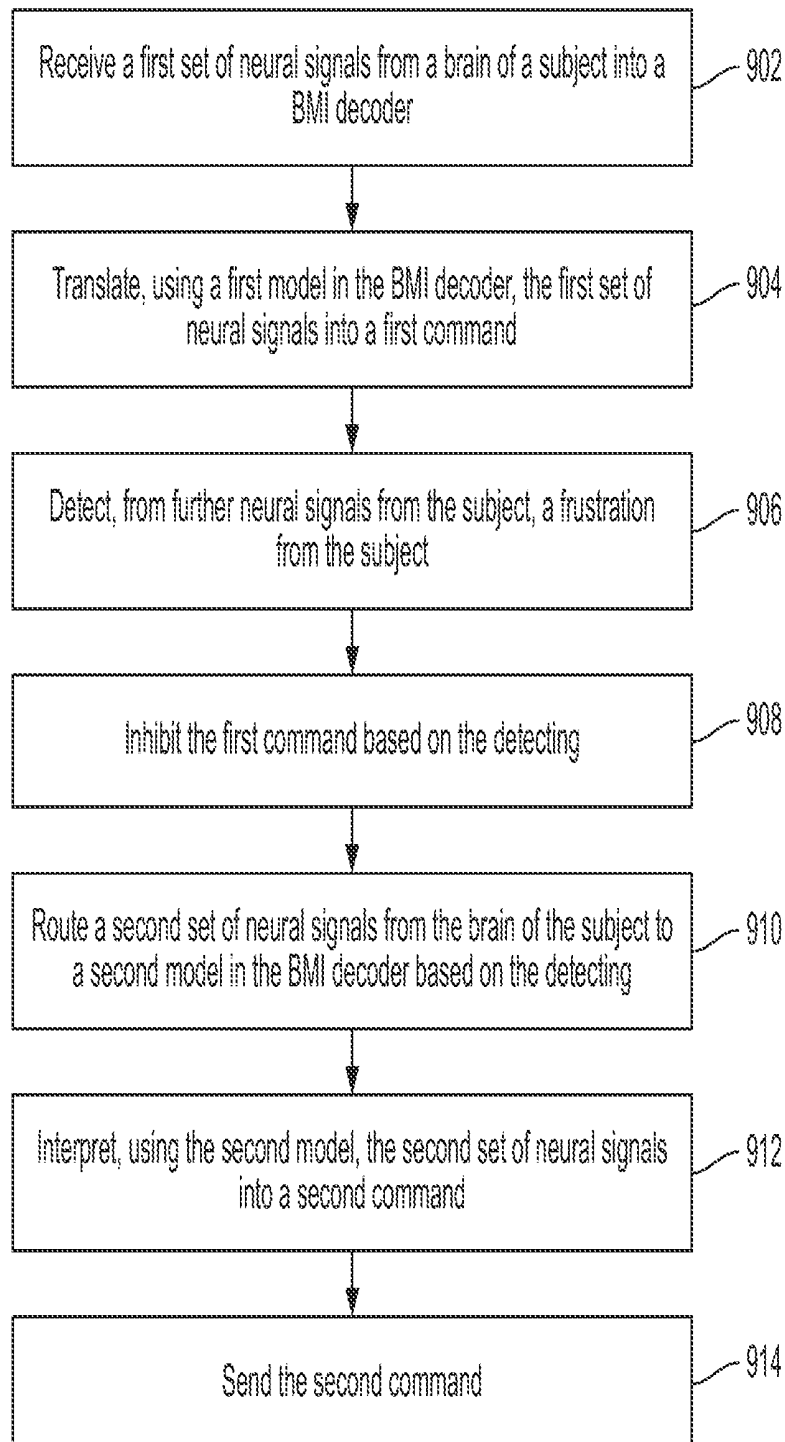 Receive a first set of neural signals from a brain of a subject into a
BMI decoder
902
Translate, using a first model in the BMI decoder, the first set of
neural signals into a first command
904
Detect, from further neural signals from the subject, a frustration
from the subject
906
Inhibit the first command based on the detecting
908
Route a second set of neural signals from the brain of the subject to
a second model in the BMI decoder based on the detecting
910
Interpret, using the second model, the second set of neural signals
into a second command
912
Send the second command
914